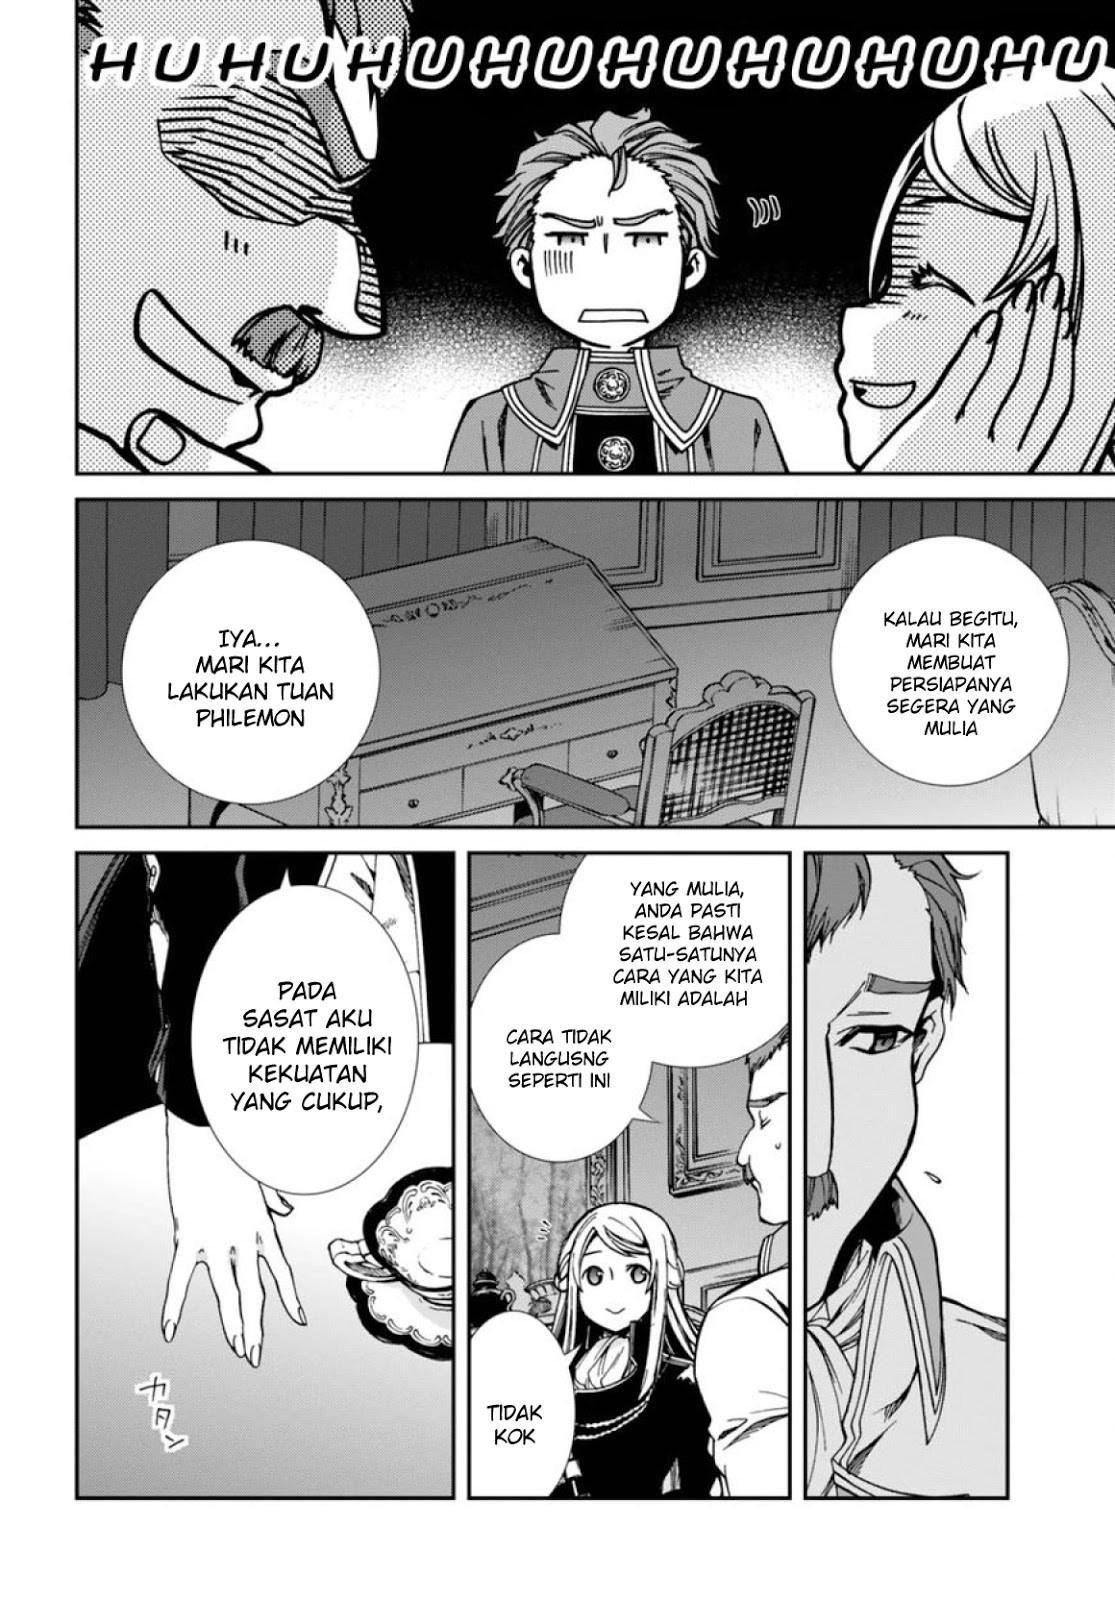 HUHUHUHUHUHUHUHUHU
KALAU BEGITU,
MARI KITA
MEMBUAT
PERSIAPANYA
SEGERA YANG
MULIA
IYA...
MARI KITA
LAKUKAN TUAN
PHILEMON
YANG MULIA,
ANDA PASTI
KESAL BAHWA
SATU-SATUNYA
CARA YANG KITA
MILIKI ADALAH
CARA TIDAK
LANGUSNG
SEPERTI INI
TIDAK
KOK
PADA
SASAT AKU
TIDAK MEMILIKI
KEKUATAN
YANG CUKUP,
カタン